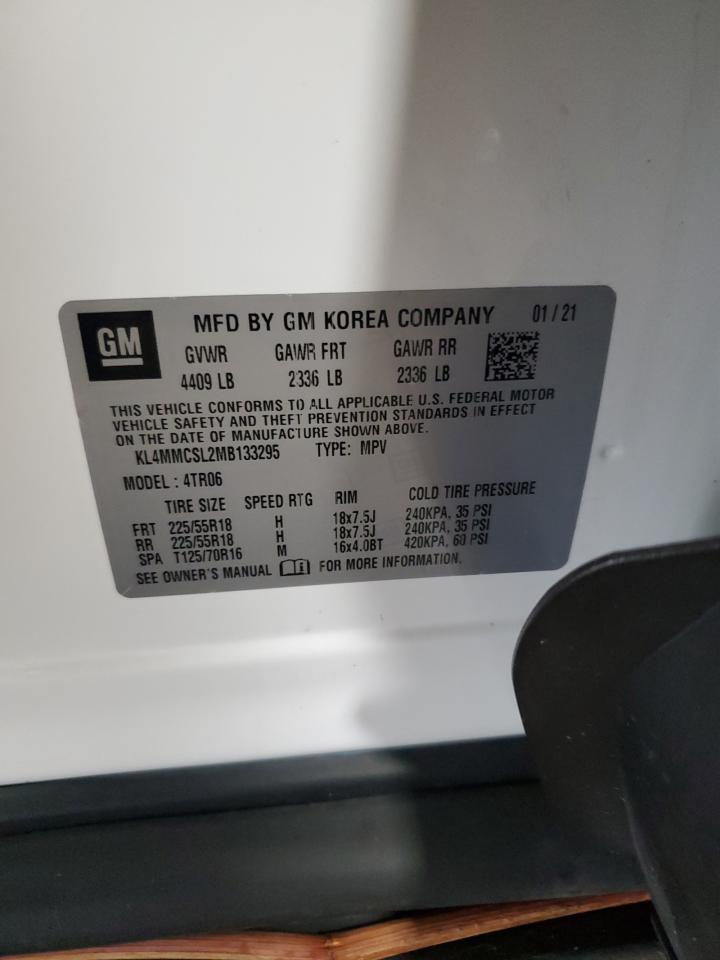 GM
MFD BY GM KOREA COMPANY 01/21
GVWR GAWR FRT GAWR RR
4409 LB 2336 LB 2336 LB
THIS VEHICLE CONFORMS TO ALL APPLICABLE U.S. FEDERAL MOTOR
VEHICLE SAFETY AND THEFT PREVENTION STANDARDS IN EFFECT
ON THE DATE OF MANUFACTURE SHOWN ABOVE.
KL4MMCSL2MB133295 TYPE: MPV
MODEL : 4TR06
TIRE SIZE SPEED RTG RIM COLD TIRE PRESSURE
FRT 225/55R18 H 18x7.5J 240KPA, 35 PSI
RR 225/55R18 H 18x7.5J 240KPA, 35 PSI
SPA T125/70R16 M 16x4.0BT 420KPA, 60 PSI
SEE OWNER'S MANUAL FOR MORE INFORMATION.